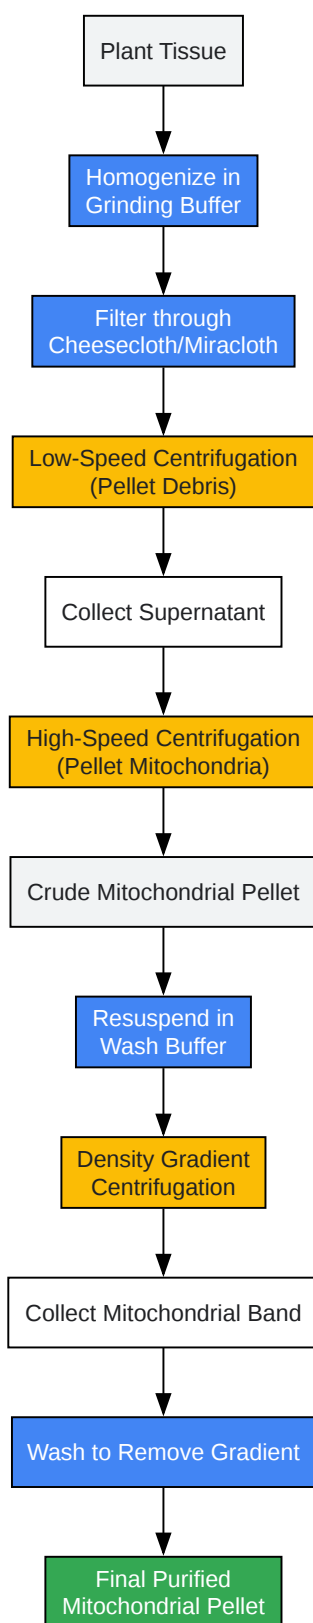 Plant Tissue
Homogenize in
Grinding Buffer
Filter through
Cheesecloth/Miracloth
Low-Speed Centrifugation
(Pellet Debris)
Collect Supernatant
High-Speed Centrifugation
(Pellet Mitochondria)
Crude Mitochondrial Pellet
Resuspend in
Wash Buffer
Density Gradient
Centrifugation
Collect Mitochondrial Band
Wash to Remove Gradient
Final Purified
Mitochondrial Pellet